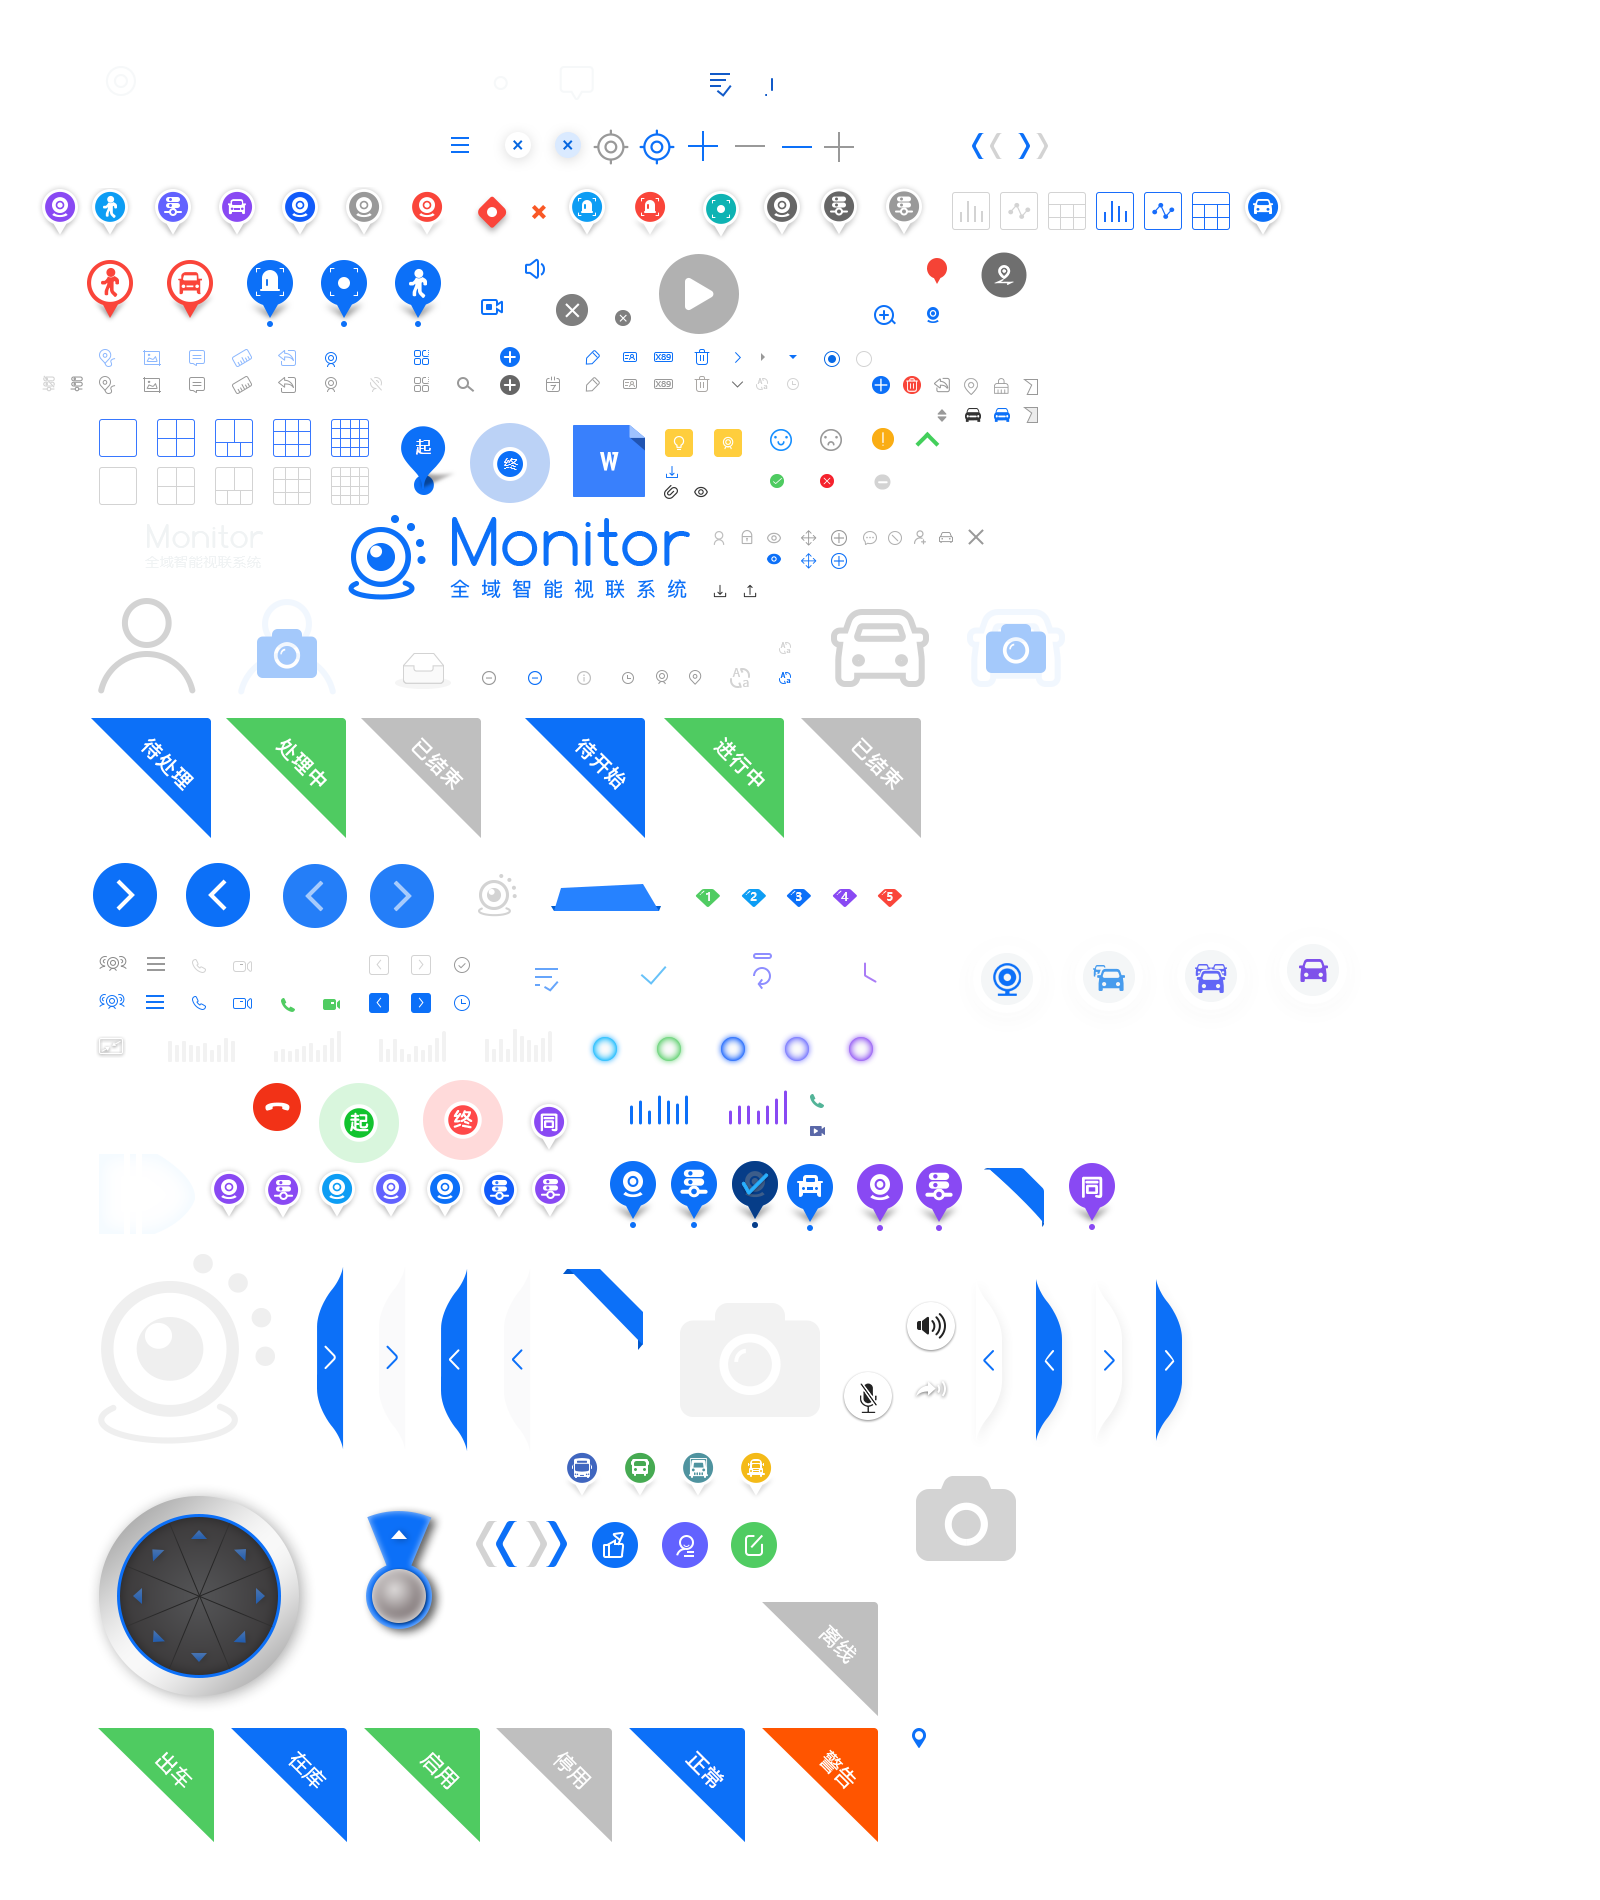 X89
7
X89
起
终
W
Monitor
全域智能视联系统
Monitor
全域智能视联系统
A a
A a
A a
待处理
处理中
已结束
待开始
进行中
已结束
1
2
3
4
5
起
终
同
同
离线
出车
在库
启用
停用
正常
警告